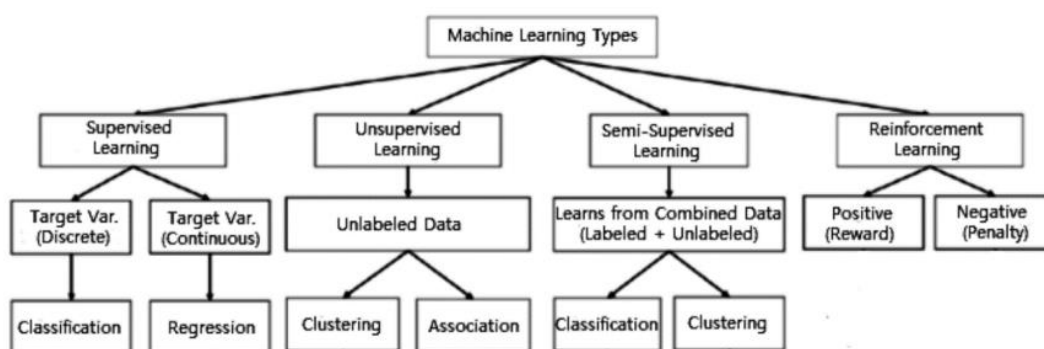 Machine Learning Types
Supervised
Learning
Unsupervised
Learning
Semi-Supervised
Learning
Reinforcement
Learning
Target Var.
(Discrete)
Target Var.
(Continuous)
Unlabeled Data
Learns from Combined Data
(Labeled + Unlabeled)
Positive
(Reward)
Negative
(Penalty)
Classification
Regression
Clustering
Association
Classification
Clustering